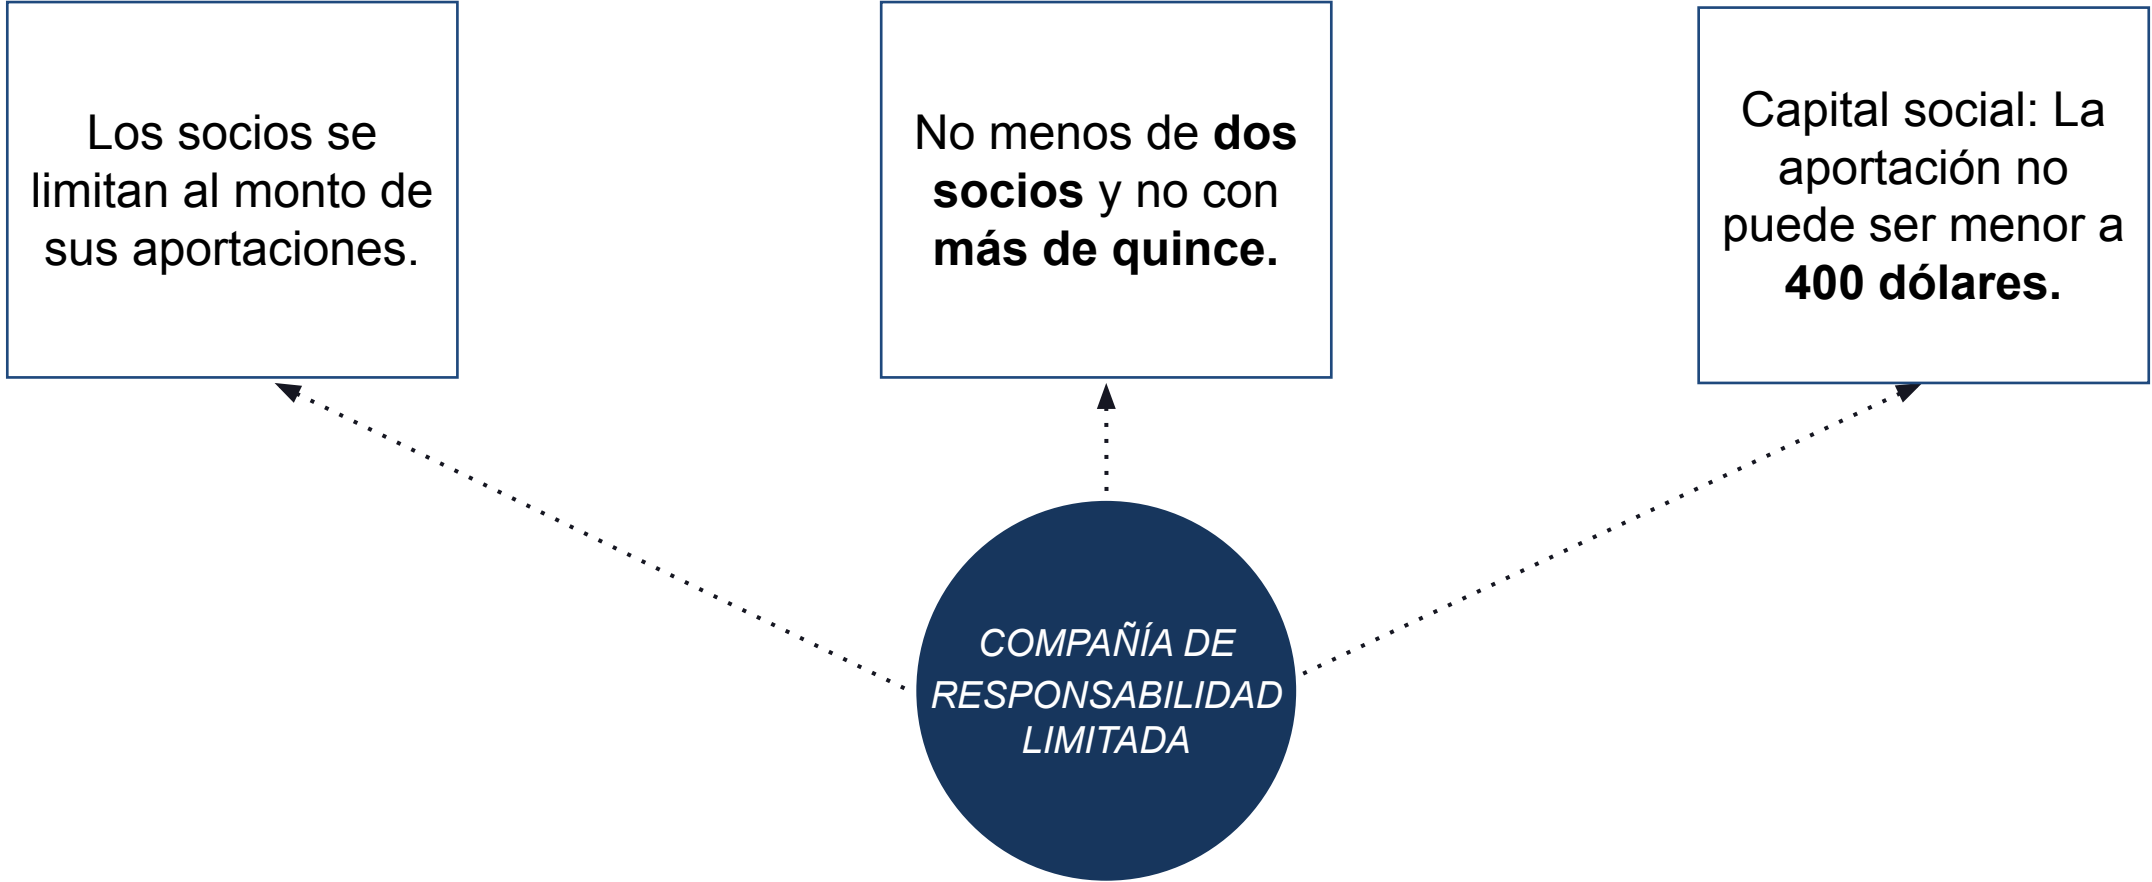 Los socios se
limitan al monto de
sus aportaciones.
No menos de dos
socios y no con
más de quince.
Capital social: La
aportación no
puede ser menor a
400 dólares.
COMPAÑÍA DE
RESPONSABILIDAD
LIMITADA